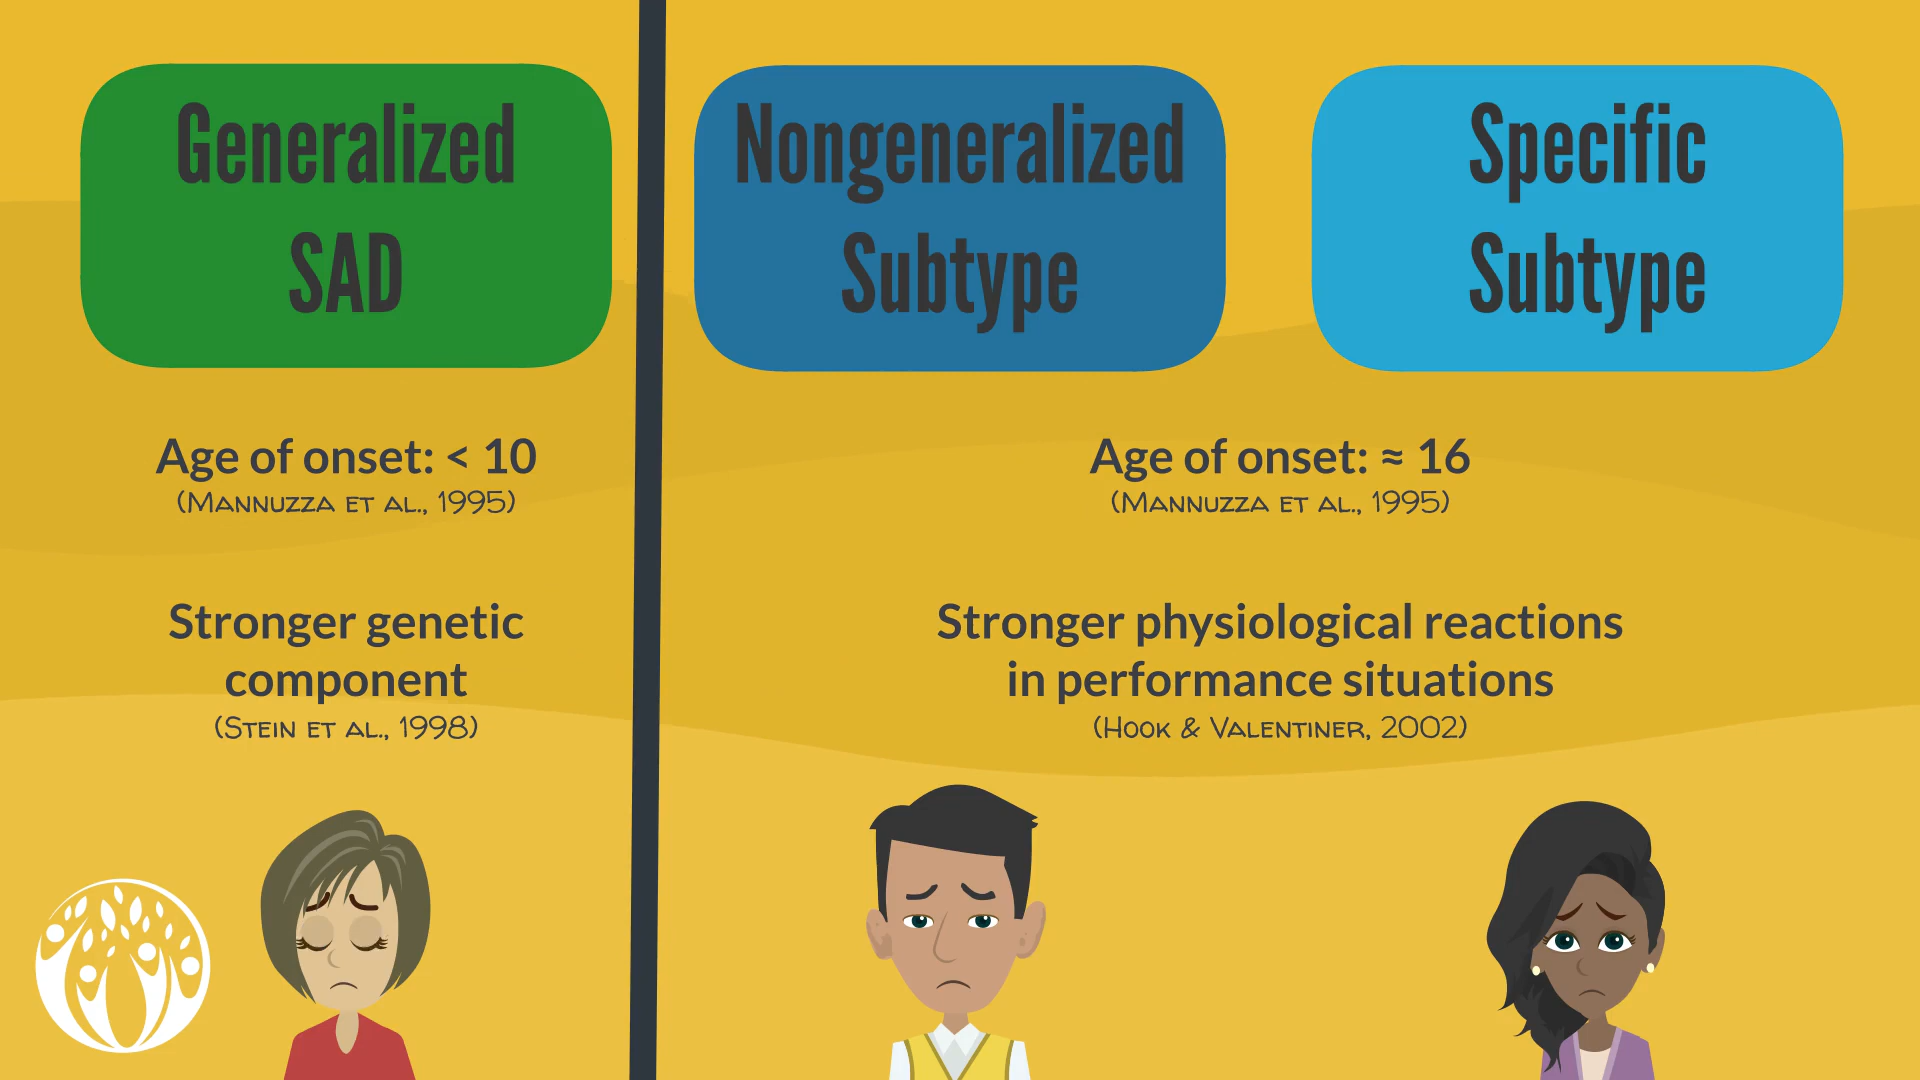 Generalized
SAD
Nongeneralized
Subtype
Specific
Subtype
Age of onset: < 10
(Mannuzza et al., 1995)
Age of onset: ≈ 16
(Mannuzza et al., 1995)
Stronger genetic
component
(Stein et al., 1998)
Stronger physiological reactions
in performance situations
(Hook & Valentiner, 2002)